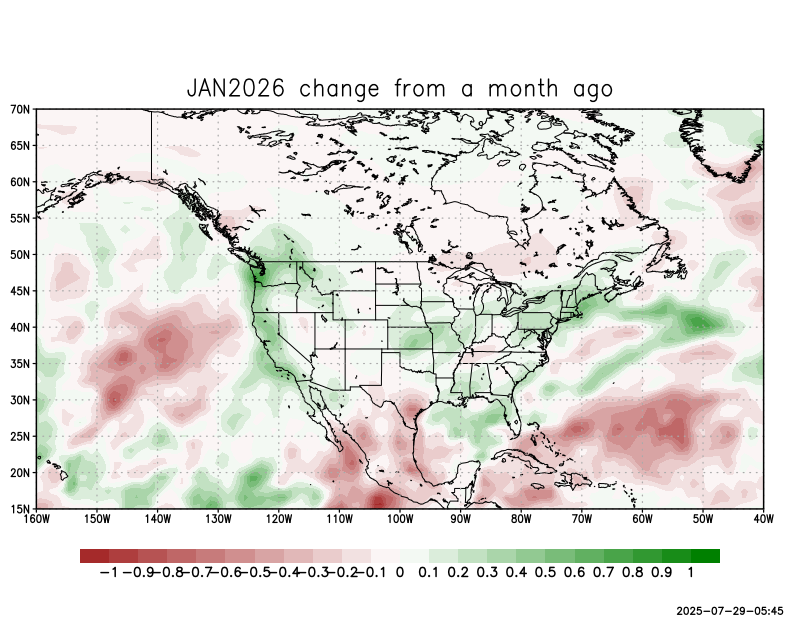 JAN2026 change from a month ago
70N
65N
60N
55N
50N
45N
40N
35N
30N
25N
20N
15N
160W 150W 140W 130W 120W 110W 100W 90W 80W 70W 60W 50W 40W
-1 -0.9 -0.8 -0.7 -0.6 -0.5 -0.4 -0.3 -0.2 -0.1 0 0.1 0.2 0.3 0.4 0.5 0.6 0.7 0.8 0.9 1
2025-07-29-05:45